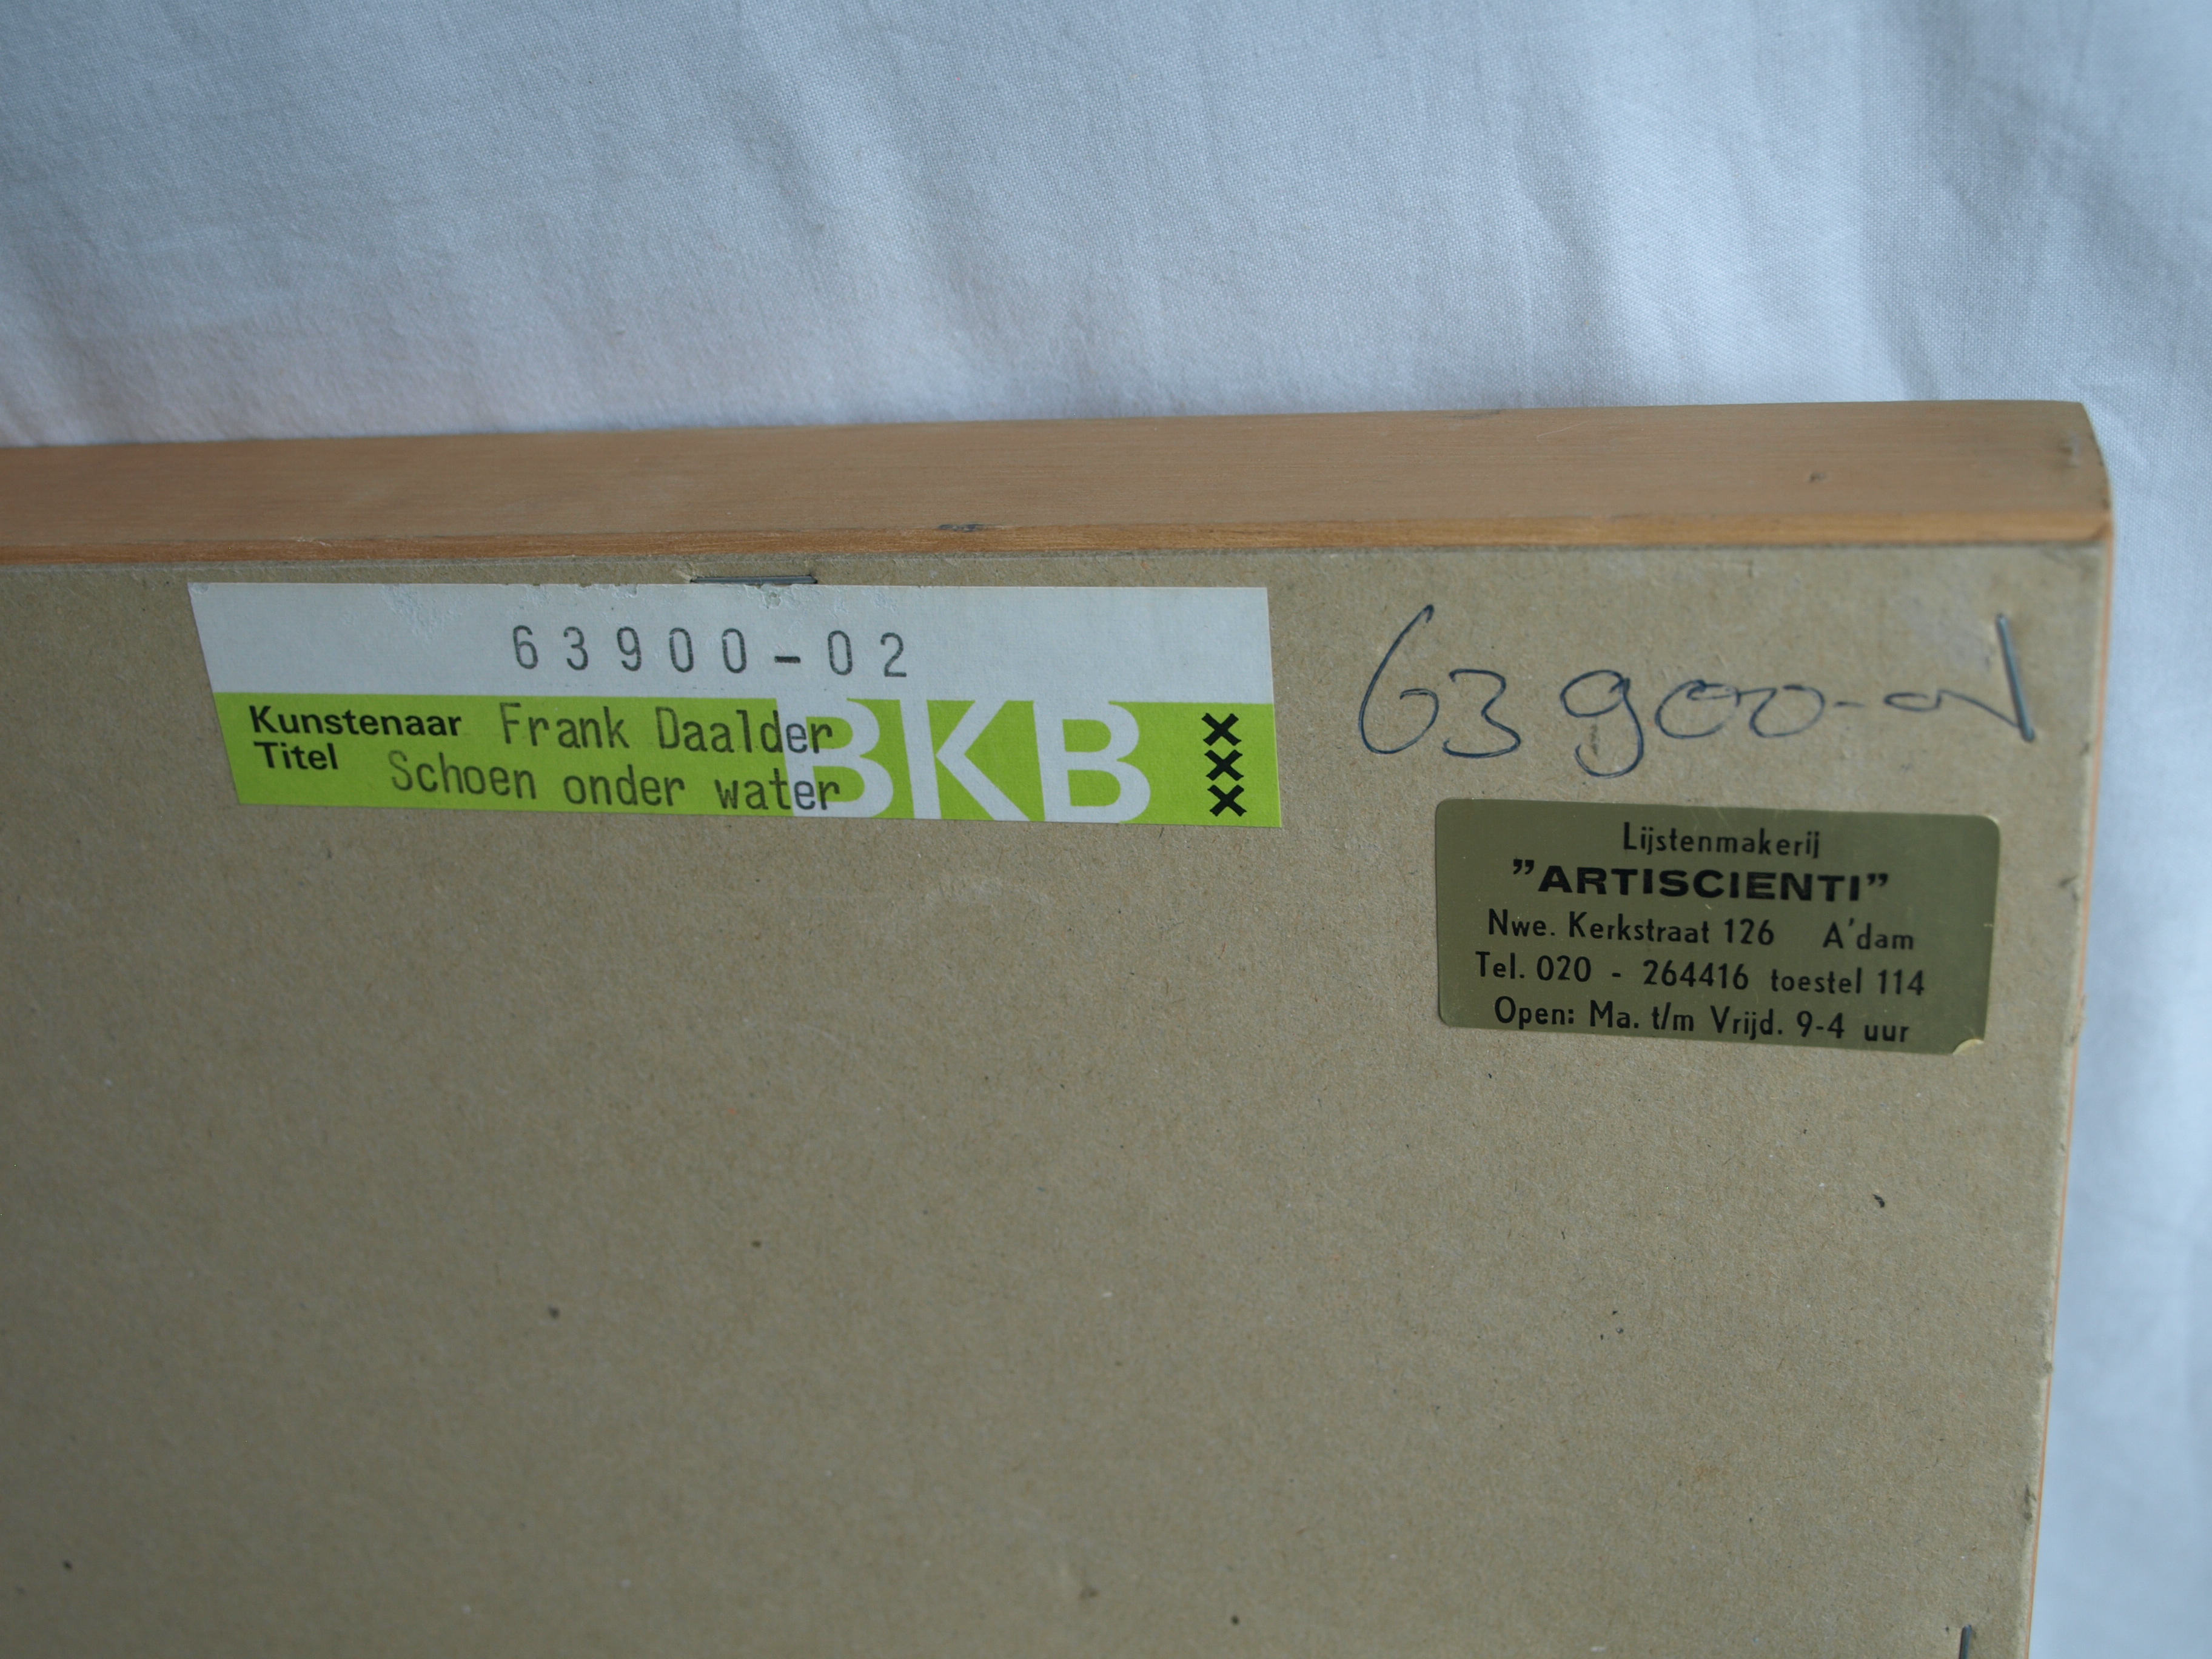 63900-02
Kunstenaar Frank Daalder
Titel Schoen onder water
BKB
XXX
63900-
Lijstenmakerij
"ARTISCIENTI"
Nwe. Kerkstraat 126 A'dam
Tel. 020 - 264416 toestel 114
Open: Ma. t/m Vrijd. 9-4 uur